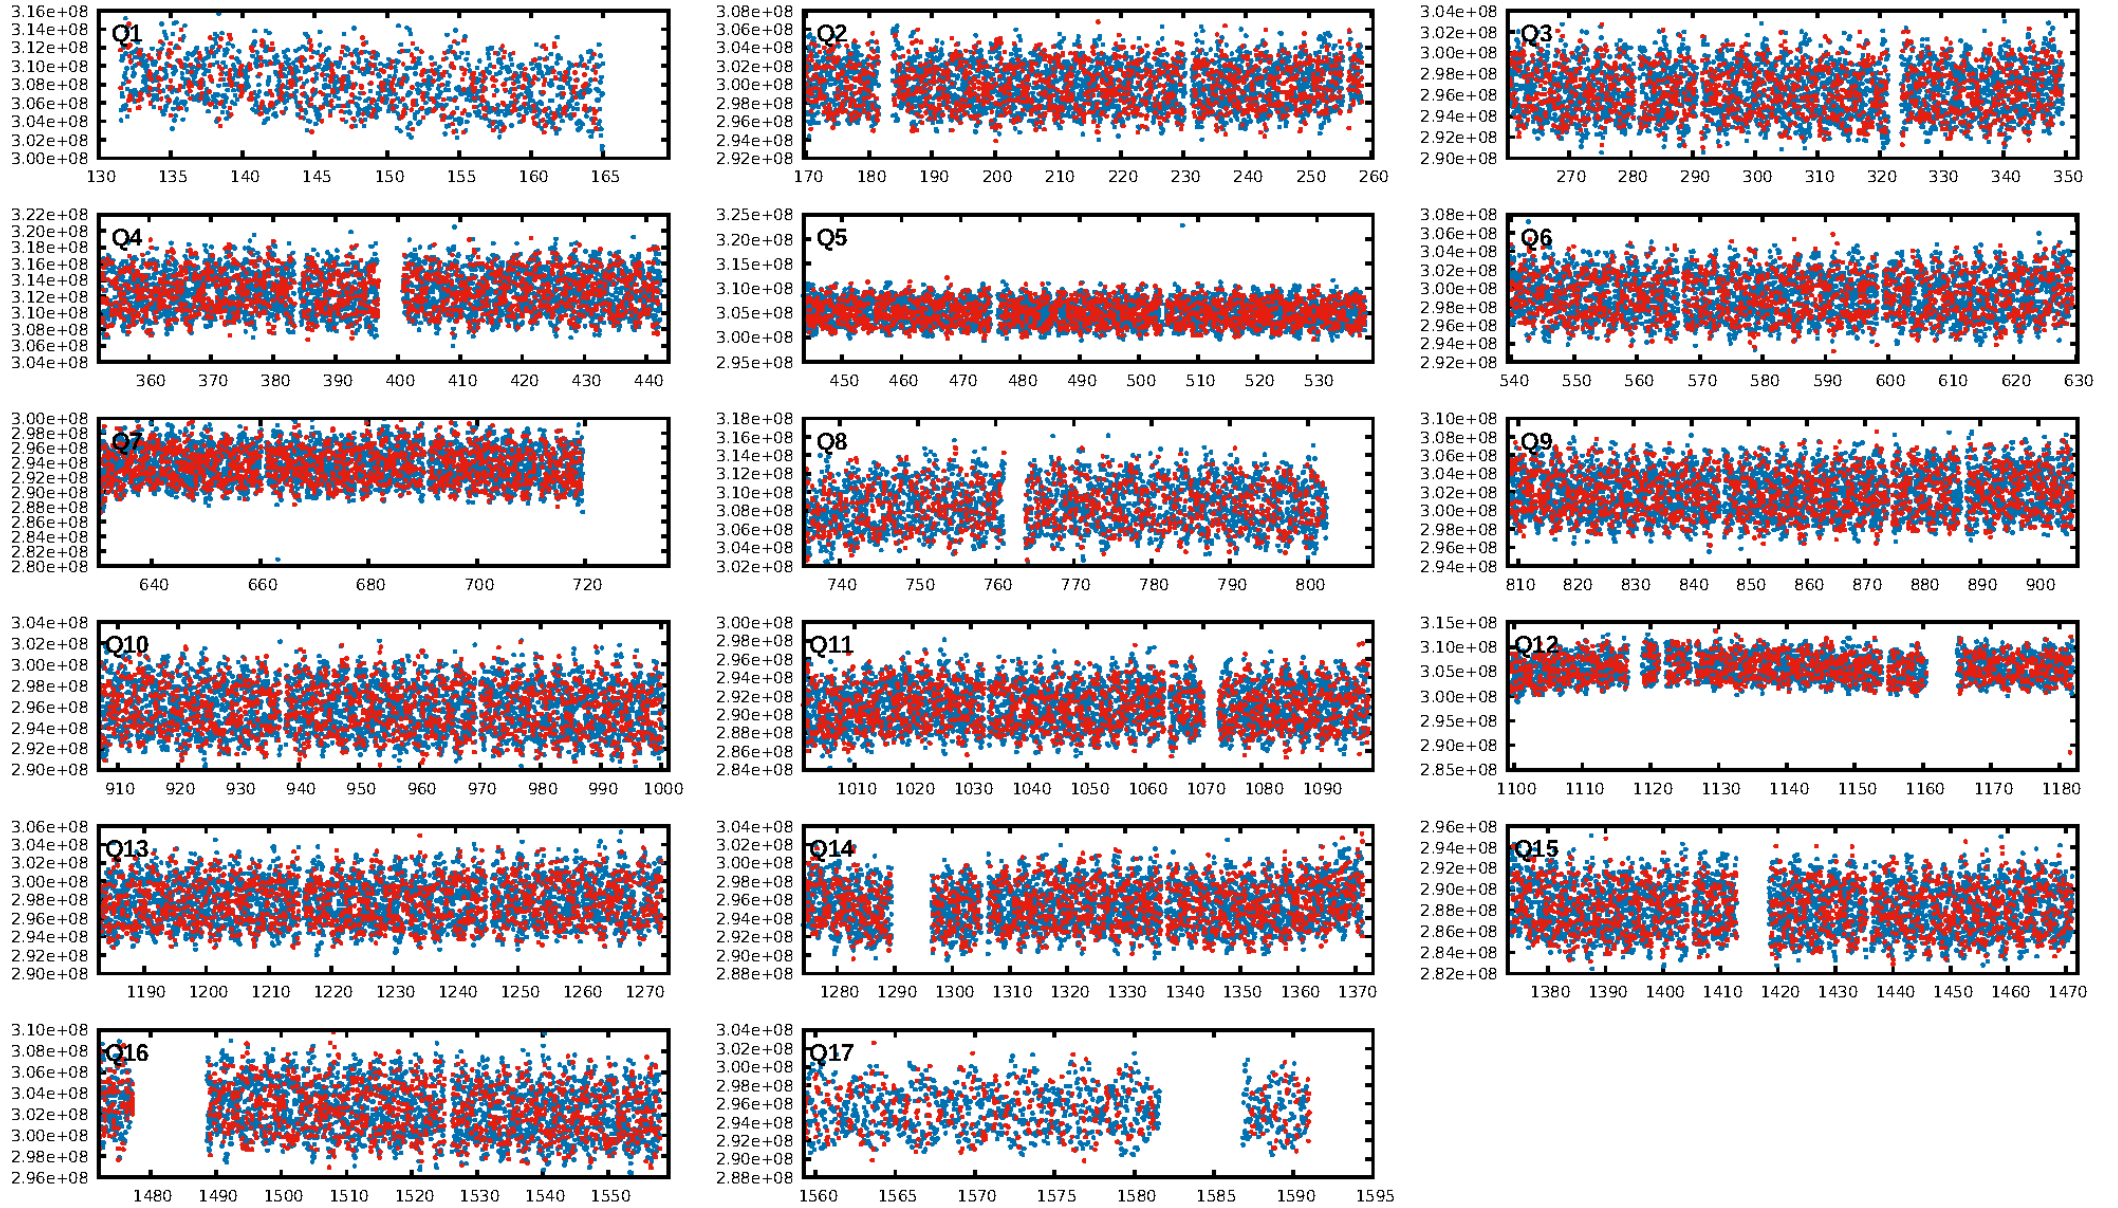 Q1
3.16e+08
3.14e+08
3.12e+08
3.10e+08
3.08e+08
3.06e+08
3.04e+08
3.02e+08
3.00e+08
130 135 140 145 150 155 160 165
Q2
3.08e+08
3.06e+08
3.04e+08
3.02e+08
3.00e+08
2.98e+08
2.96e+08
2.94e+08
2.92e+08
170 180 190 200 210 220 230 240 250 260
Q3
3.04e+08
3.02e+08
3.00e+08
2.98e+08
2.96e+08
2.94e+08
2.92e+08
2.90e+08
270 280 290 300 310 320 330 340 350
Q4
3.22e+08
3.20e+08
3.18e+08
3.16e+08
3.14e+08
3.12e+08
3.10e+08
3.08e+08
3.06e+08
3.04e+08
360 370 380 390 400 410 420 430 440
Q5
3.25e+08
3.20e+08
3.15e+08
3.10e+08
3.05e+08
3.00e+08
2.95e+08
450 460 470 480 490 500 510 520 530
Q6
3.08e+08
3.06e+08
3.04e+08
3.02e+08
3.00e+08
2.98e+08
2.96e+08
2.94e+08
2.92e+08
540 550 560 570 580 590 600 610 620 630
Q7
3.00e+08
2.98e+08
2.96e+08
2.94e+08
2.92e+08
2.90e+08
2.88e+08
2.86e+08
2.84e+08
2.82e+08
2.80e+08
640 660 680 700 720
Q8
3.18e+08
3.16e+08
3.14e+08
3.12e+08
3.10e+08
3.08e+08
3.06e+08
3.04e+08
3.02e+08
740 750 760 770 780 790 800
Q9
3.10e+08
3.08e+08
3.06e+08
3.04e+08
3.02e+08
3.00e+08
2.98e+08
2.96e+08
2.94e+08
810 820 830 840 850 860 870 880 890 900
Q10
3.04e+08
3.02e+08
3.00e+08
2.98e+08
2.96e+08
2.94e+08
2.92e+08
2.90e+08
910 920 930 940 950 960 970 980 990 1000
Q11
3.00e+08
2.98e+08
2.96e+08
2.94e+08
2.92e+08
2.90e+08
2.88e+08
2.86e+08
2.84e+08
1010 1020 1030 1040 1050 1060 1070 1080 1090
Q12
3.15e+08
3.10e+08
3.05e+08
3.00e+08
2.95e+08
2.90e+08
2.85e+08
1100 1110 1120 1130 1140 1150 1160 1170 1180
Q13
3.06e+08
3.04e+08
3.02e+08
3.00e+08
2.98e+08
2.96e+08
2.94e+08
2.92e+08
2.90e+08
1190 1200 1210 1220 1230 1240 1250 1260 1270
Q14
3.04e+08
3.02e+08
3.00e+08
2.98e+08
2.96e+08
2.94e+08
2.92e+08
2.90e+08
2.88e+08
1280 1290 1300 1310 1320 1330 1340 1350 1360 1370
Q15
2.96e+08
2.94e+08
2.92e+08
2.90e+08
2.88e+08
2.86e+08
2.84e+08
2.82e+08
1380 1390 1400 1410 1420 1430 1440 1450 1460 1470
Q16
3.10e+08
3.08e+08
3.06e+08
3.04e+08
3.02e+08
3.00e+08
2.98e+08
2.96e+08
1480 1490 1500 1510 1520 1530 1540 1550
Q17
3.04e+08
3.02e+08
3.00e+08
2.98e+08
2.96e+08
2.94e+08
2.92e+08
2.90e+08
2.88e+08
1560 1565 1570 1575 1580 1585 1590 1595